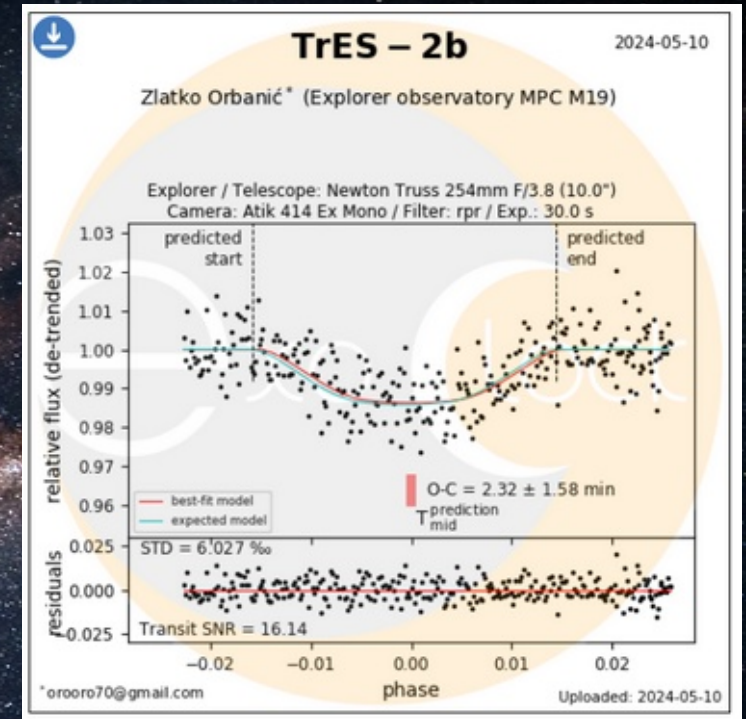 TrES – 2b
2024-05-10
Zlatko Orbanić* (Explorer observatory MPC M19)
Explorer / Telescope: Newton Truss 254mm F/3.8 (10.0")
Camera: Atik 414 Ex Mono / Filter: rpr / Exp.: 30.0 s
predicted start
predicted end
relative flux (de-trended)
1.03
1.02
1.01
1.00
0.99
0.98
0.97
0.96
exoClock
O-C = 2.32 ± 1.58 min
T prediction mid
best-fit model
expected model
residuals
0.025
0.000
−0.025
STD = 6.027 ‰
Transit SNR = 16.14
−0.02 −0.01 0.00 0.01 0.02
phase
*orooro70@gmail.com
Uploaded: 2024-05-10